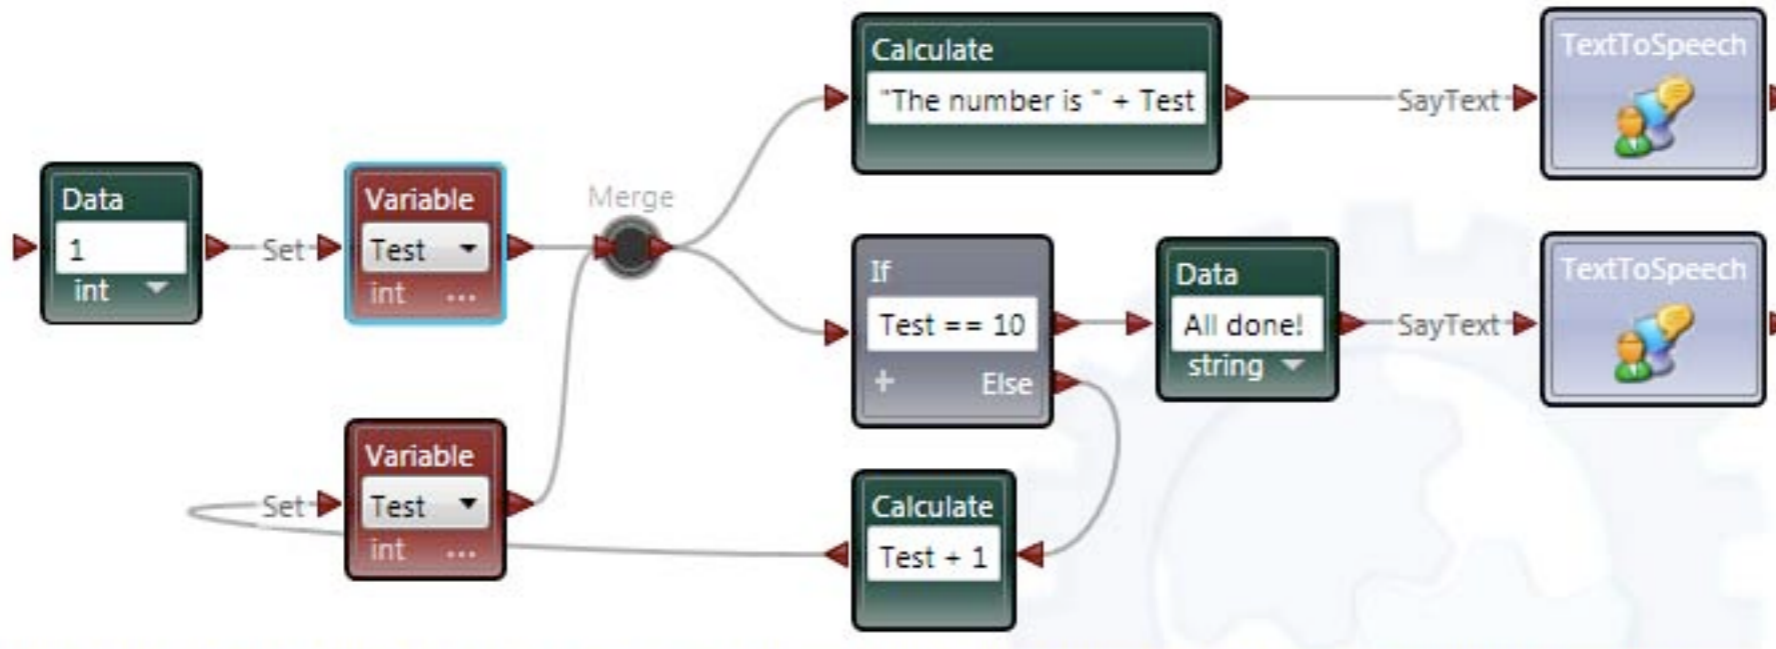 Data
1
int
Set
Variable
Test
int ...
Merge
Calculate
"The number is " + Test
SayText
TextToSpeech
If
Test == 10
+ Else
Data
All done!
string
SayText
TextToSpeech
Set
Variable
Test
int ...
Calculate
Test + 1